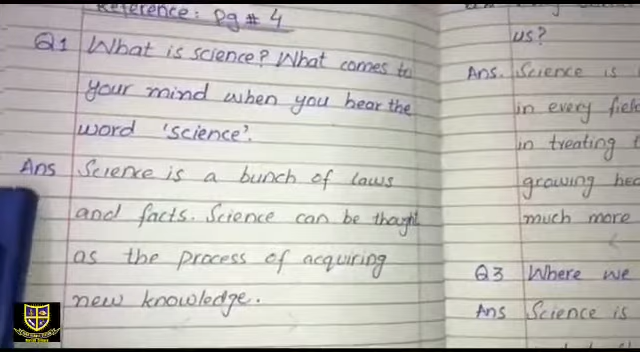 Reference: Pg # 4
Q1 What is science? What comes to
your mind when you hear the
word 'science'.
Ans Science is a bunch of laws
and facts. Science can be thought
as the process of acquiring
new knowledge.
us?
Ans. Science is
in every fiel
in treating
growing
much more
Q3 Where we
Ans Science is